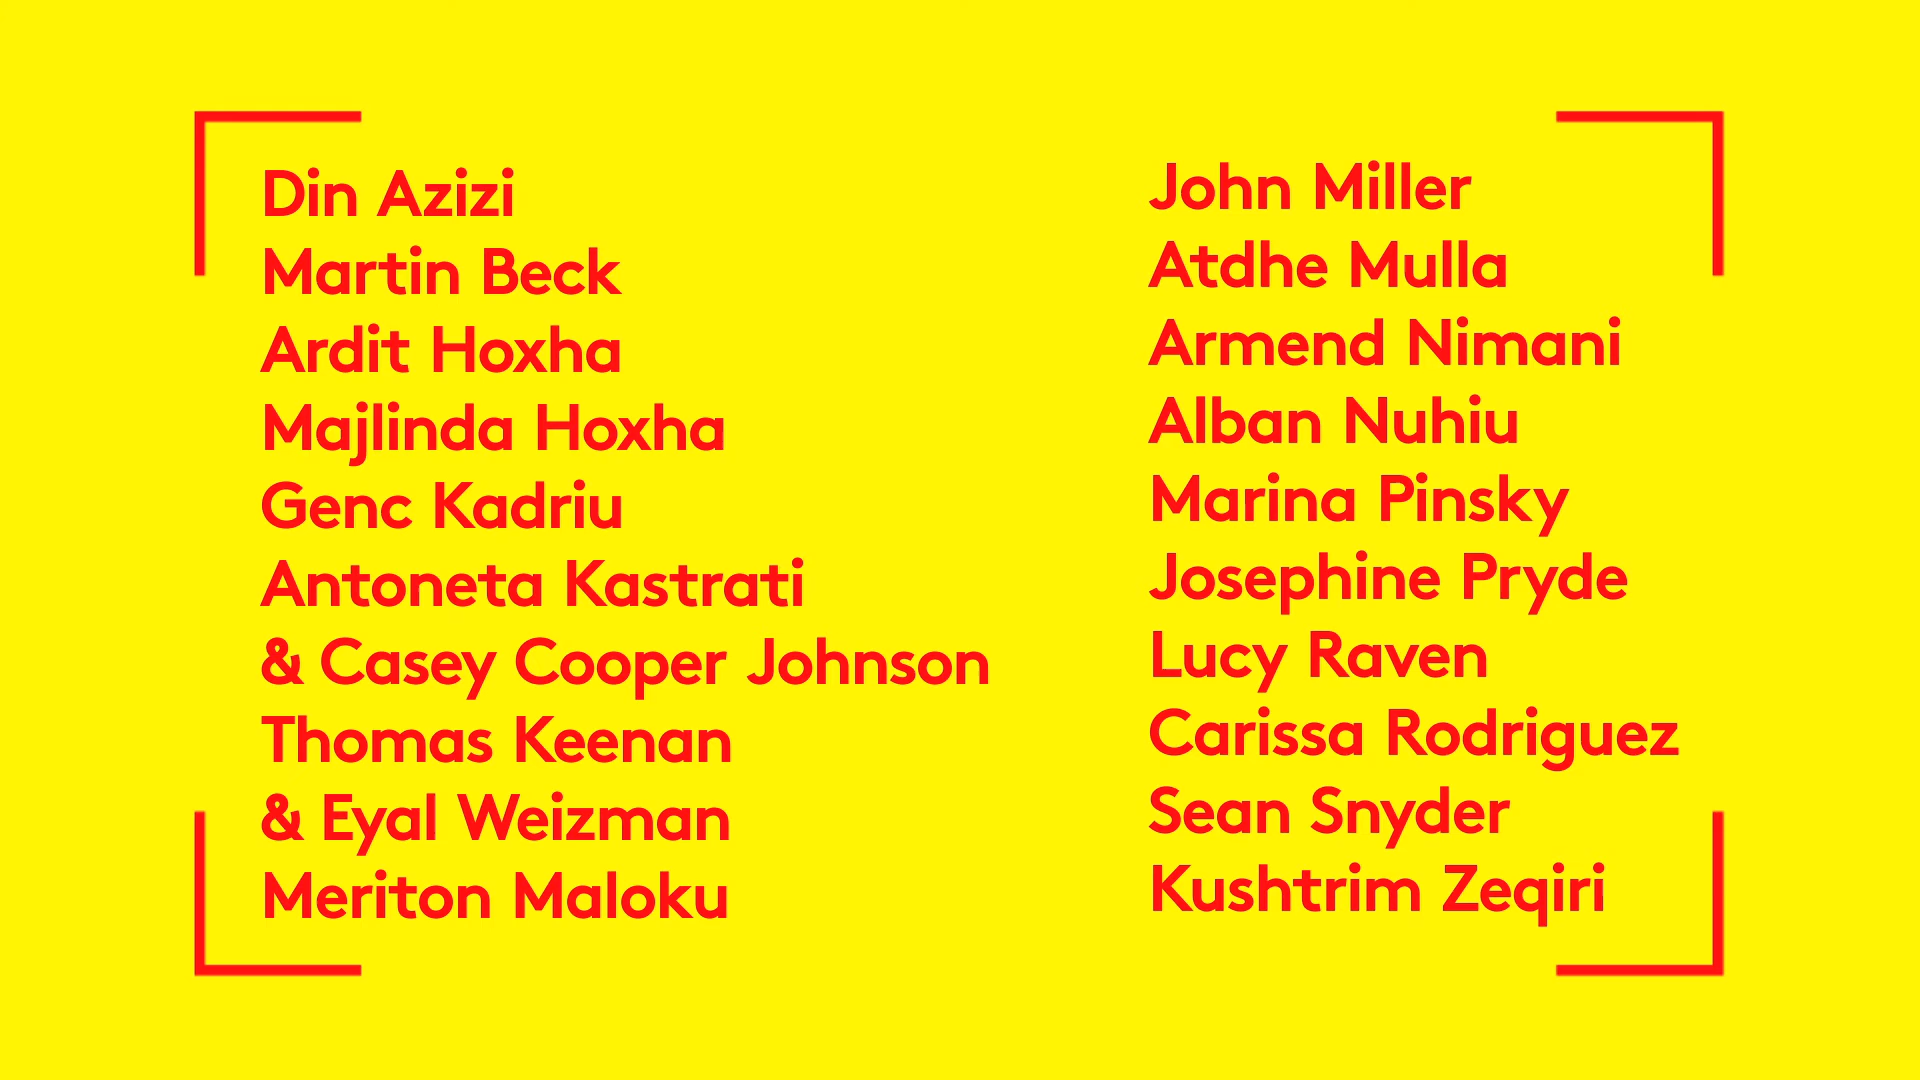 Din Azizi
Martin Beck
Ardit Hoxha
Majlinda Hoxha
Genc Kadriu
Antoneta Kastrati
& Casey Cooper Johnson
Thomas Keenan
& Eyal Weizman
Meriton Maloku
John Miller
Atdhe Mulla
Armend Nimani
Alban Nuhiu
Marina Pinsky
Josephine Pryde
Lucy Raven
Carissa Rodriguez
Sean Snyder
Kushtrim Zeqiri